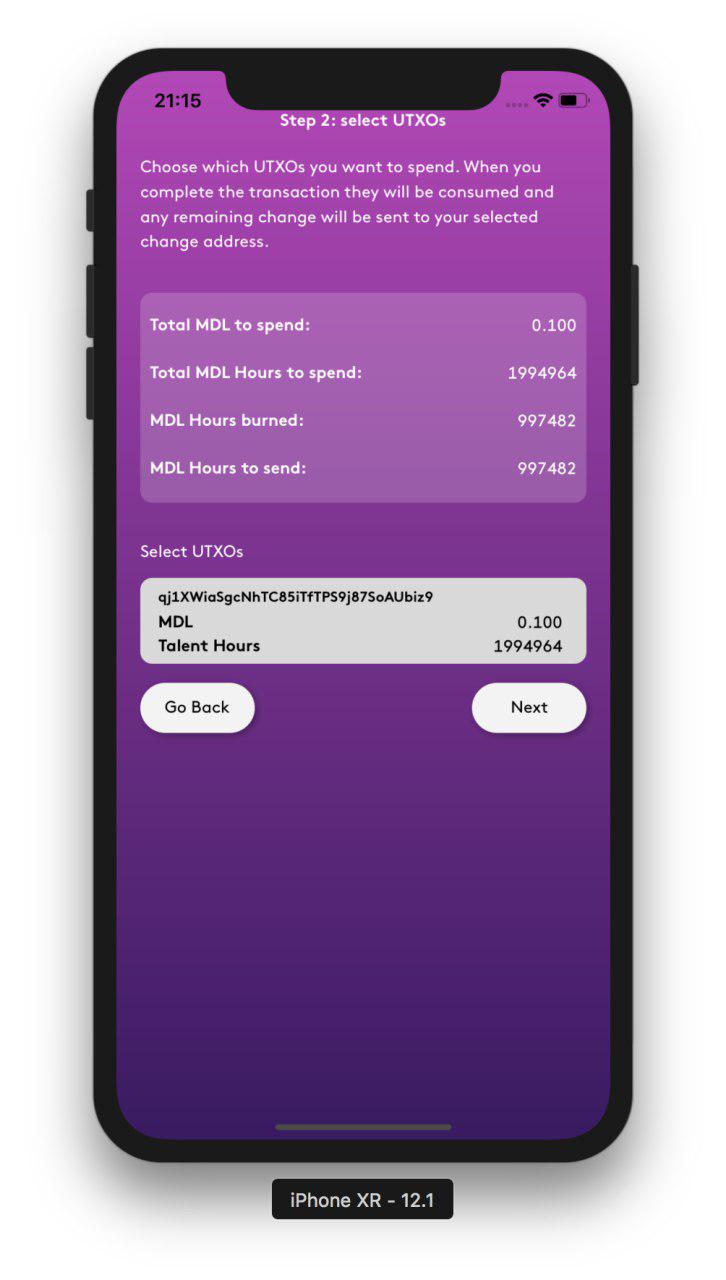 21:15
Step 2: select UTXOs
Choose which UTXOs you want to spend. When you
complete the transaction they will be consumed and
any remaining change will be sent to your selected
change address.
Total MDL to spend: 0.100
Total MDL Hours to spend: 1994964
MDL Hours burned: 997482
MDL Hours to send: 997482
Select UTXOs
qj1XWiaSgcNhTC85iTfTPS9j87SoAUbiz9
MDL 0.100
Talent Hours 1994964
Go Back Next
iPhone XR - 12.1